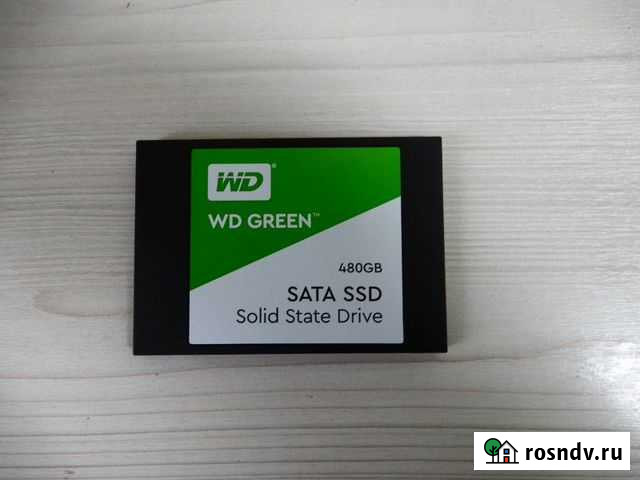 WD®
WD GREEN™
480GB
SATA SSD
Solid State Drive
rosndv.ru